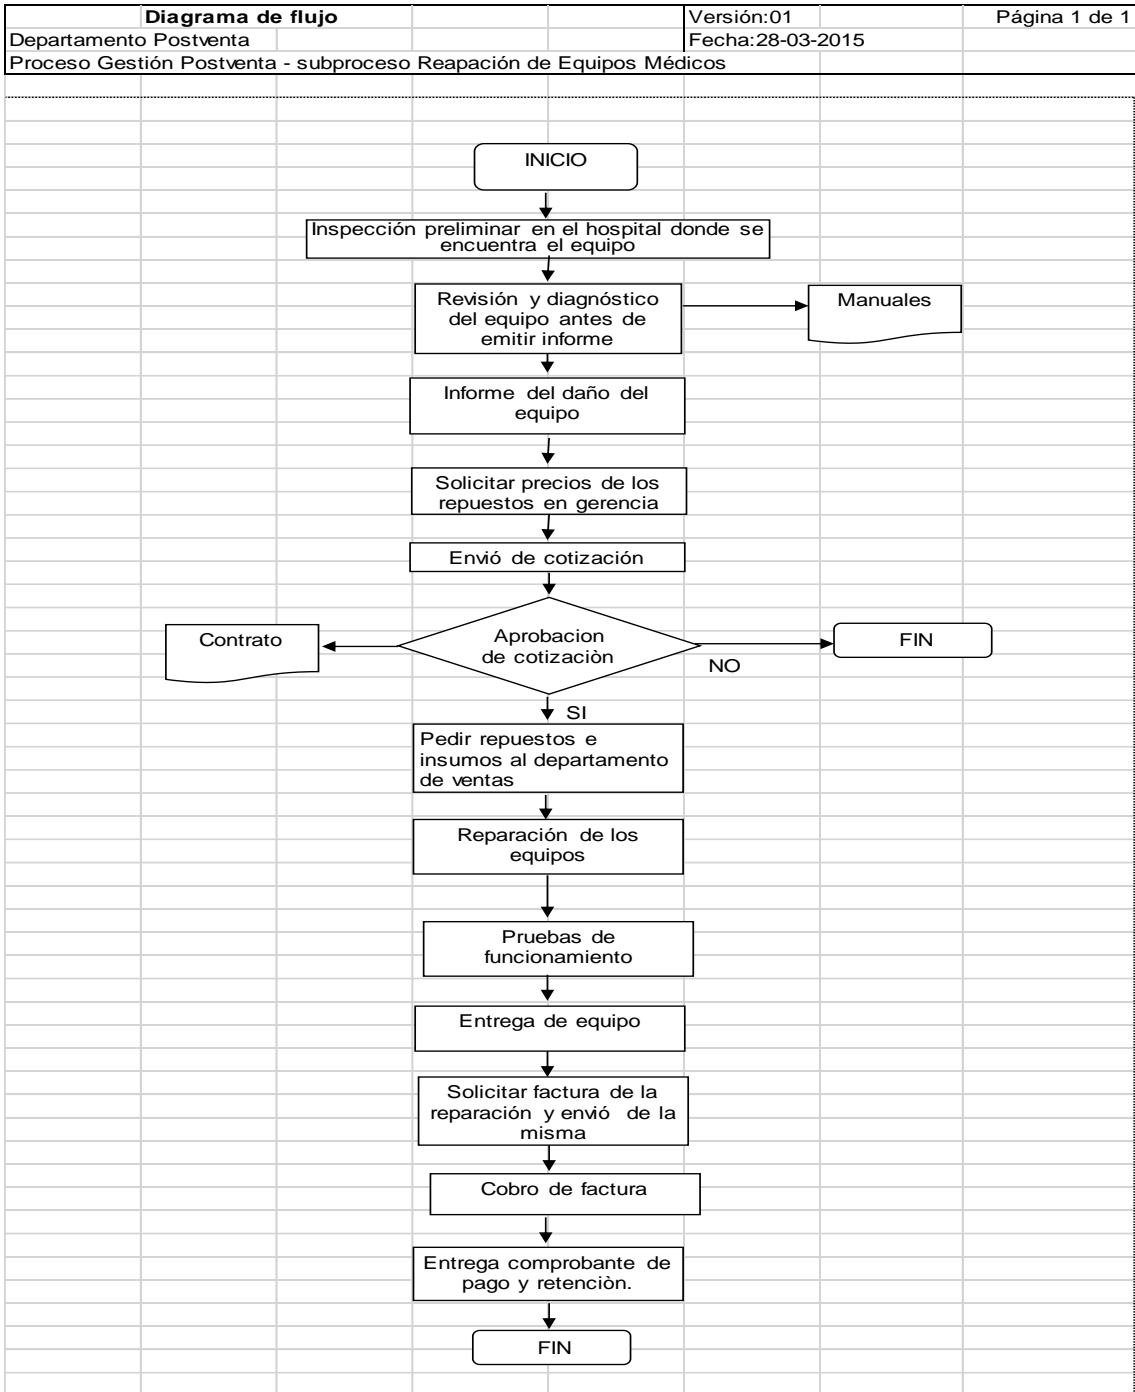 Diagrama de flujo
Versión:01
Página 1 de 1
Departamento Postventa
Fecha:28-03-2015
Proceso Gestión Postventa - subproceso Reapación de Equipos Médicos
INICIO
Inspección preliminar en el hospital donde se
encuentra el equipo
Revisión y diagnóstico
del equipo antes de
emitir informe
Manuales
Informe del daño del
equipo
Solicitar precios de los
repuestos en gerencia
Envió de cotización
Aprobacion
de cotizaciòn
Contrato
FIN
NO
SI
Pedir repuestos e
insumos al departamento
de ventas
Reparación de los
equipos
Pruebas de
funcionamiento
Entrega de equipo
Solicitar factura de la
reparación y envió de la
misma
Cobro de factura
Entrega comprobante de
pago y retenciòn.
FIN